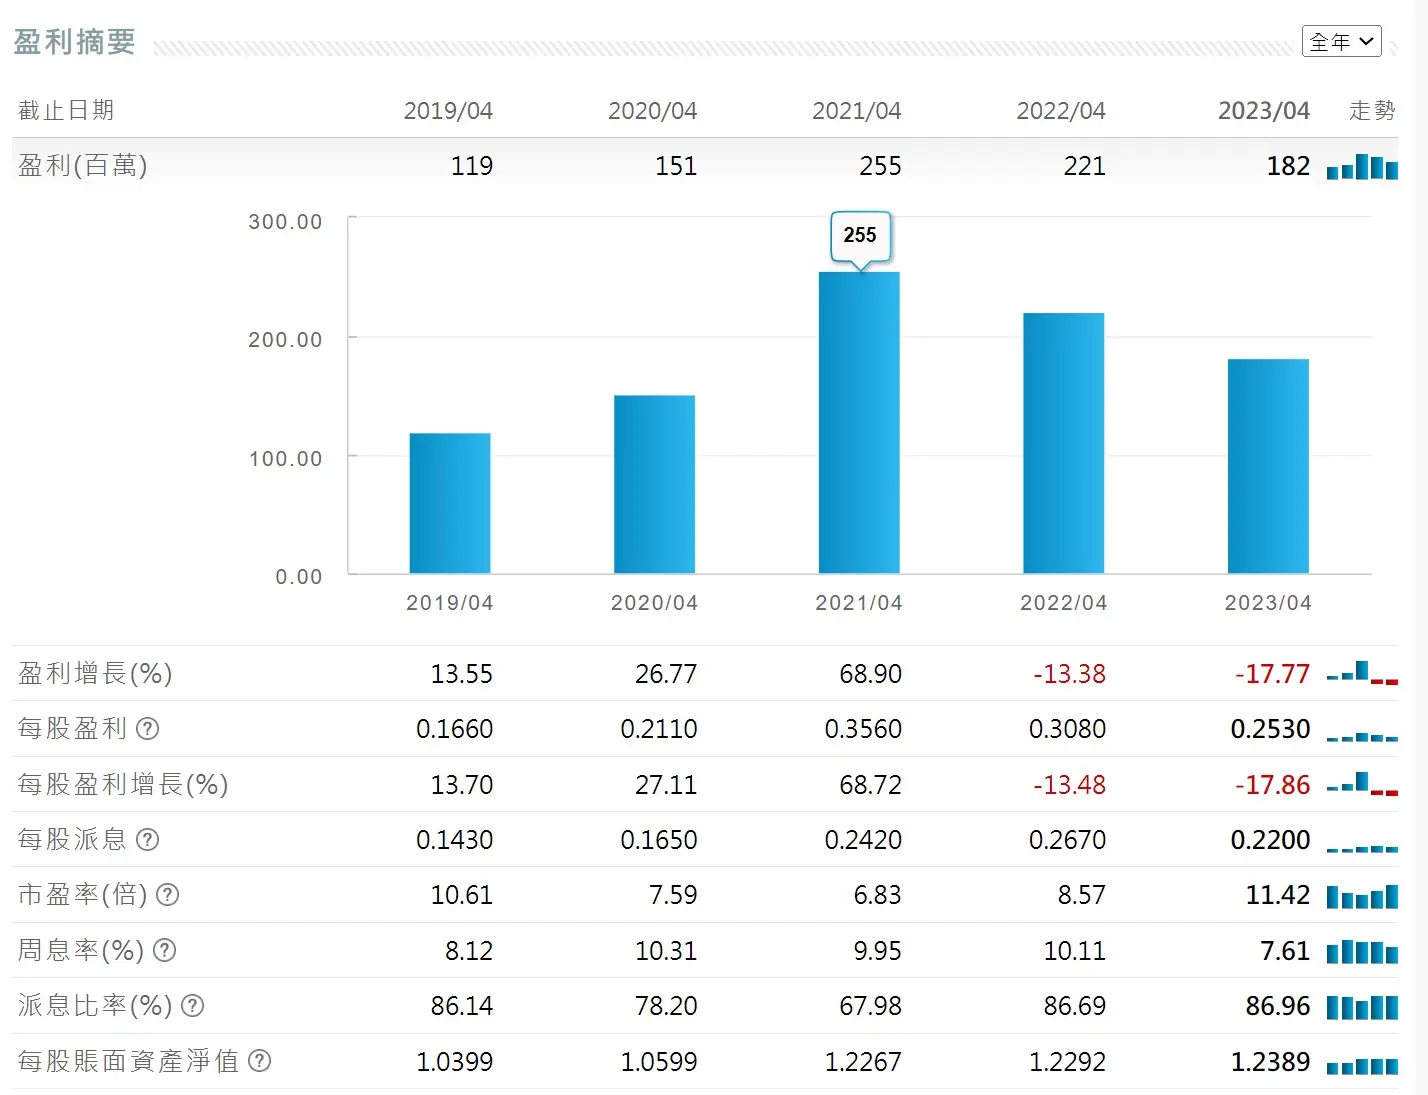 盈利摘要 全年
截止日期 2019/04 2020/04 2021/04 2022/04 2023/04 走勢
盈利(百萬) 119 151 255 221 182
300.00
255
200.00
100.00
0.00
2019/04 2020/04 2021/04 2022/04 2023/04
盈利增長(%) 13.55 26.77 68.90 -13.38 -17.77
每股盈利 ? 0.1660 0.2110 0.3560 0.3080 0.2530
每股盈利增長(%) 13.70 27.11 68.72 -13.48 -17.86
每股派息 ? 0.1430 0.1650 0.2420 0.2670 0.2200
市盈率(倍) ? 10.61 7.59 6.83 8.57 11.42
周息率(%) ? 8.12 10.31 9.95 10.11 7.61
派息比率(%) ? 86.14 78.20 67.98 86.69 86.96
每股賬面資產淨值 ? 1.0399 1.0599 1.2267 1.2292 1.2389